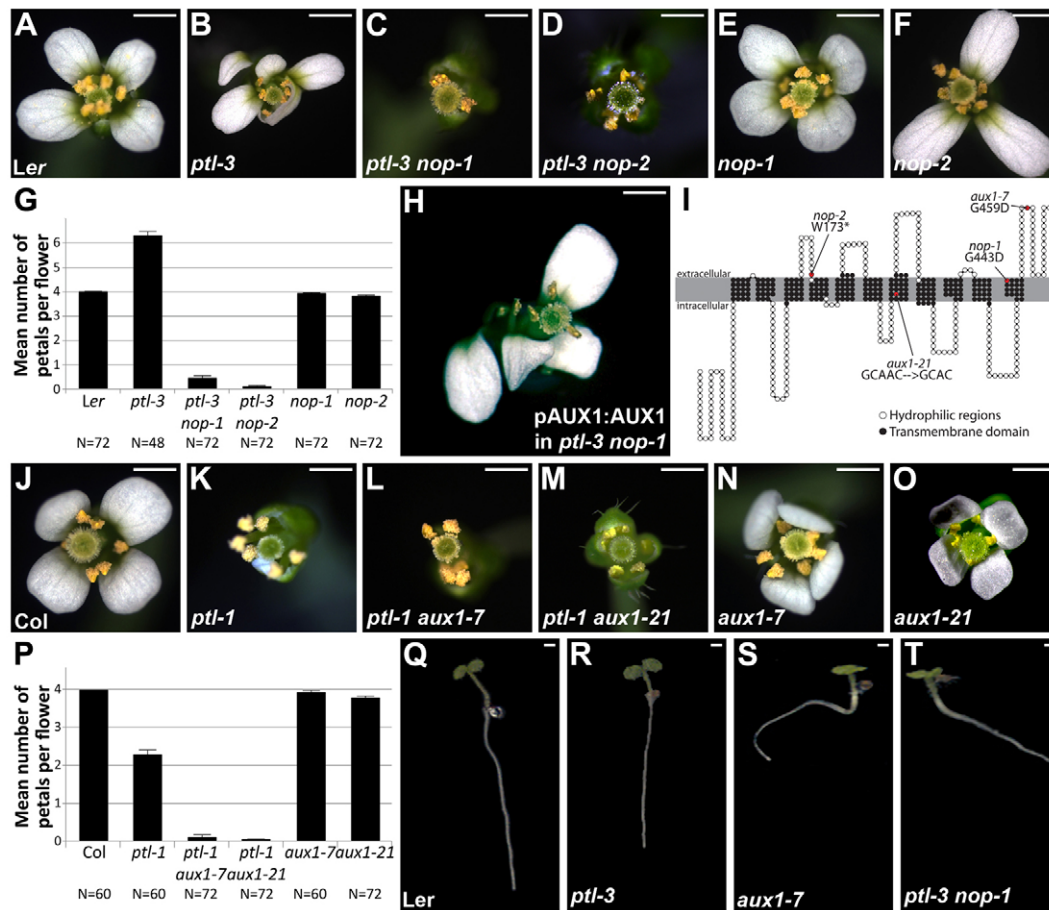 A
B
C
D
E
F
Ler
ptl-3
ptl-3 nop-1
ptl-3 nop-2
nop-1
nop-2
G
Mean number of petals per flower
6
5
4
3
2
1
0
Ler
ptl-3
ptl-3 nop-1
ptl-3 nop-2
nop-1
nop-2
N=72
N=48
N=72
N=72
N=72
N=72
H
pAUX1:AUX1
in ptl-3 nop-1
I
aux1-7
G459D
nop-2
W173*
nop-1
G443D
extracellular
intracellular
aux1-21
GCAAC-->GCAC
Hydrophilic regions
Transmembrane domain
J
K
L
M
N
O
Col
ptl-1
ptl-1 aux1-7
ptl-1 aux1-21
aux1-7
aux1-21
P
Mean number of petals per flower
4
3
2
1
0
Col
ptl-1
ptl-1 aux1-7
ptl-1 aux1-21
aux1-7
aux1-21
N=60
N=60
N=72
N=72
N=60
N=72
Q
R
S
T
Ler
ptl-3
aux1-7
ptl-3 nop-1